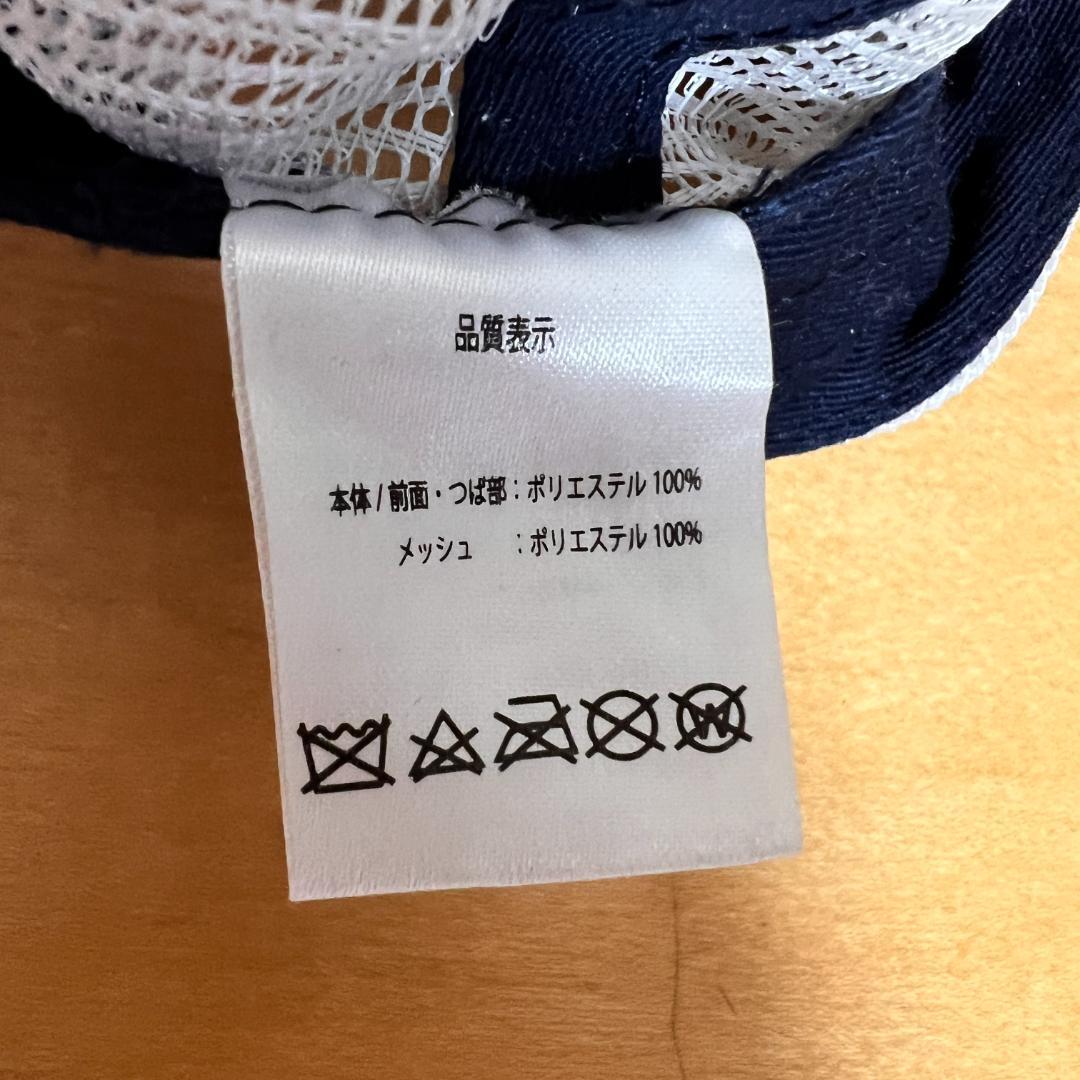 品質表示
本体/前面・つば部：ポリエステル 100%
メッシュ　：ポリエステル 100%
W